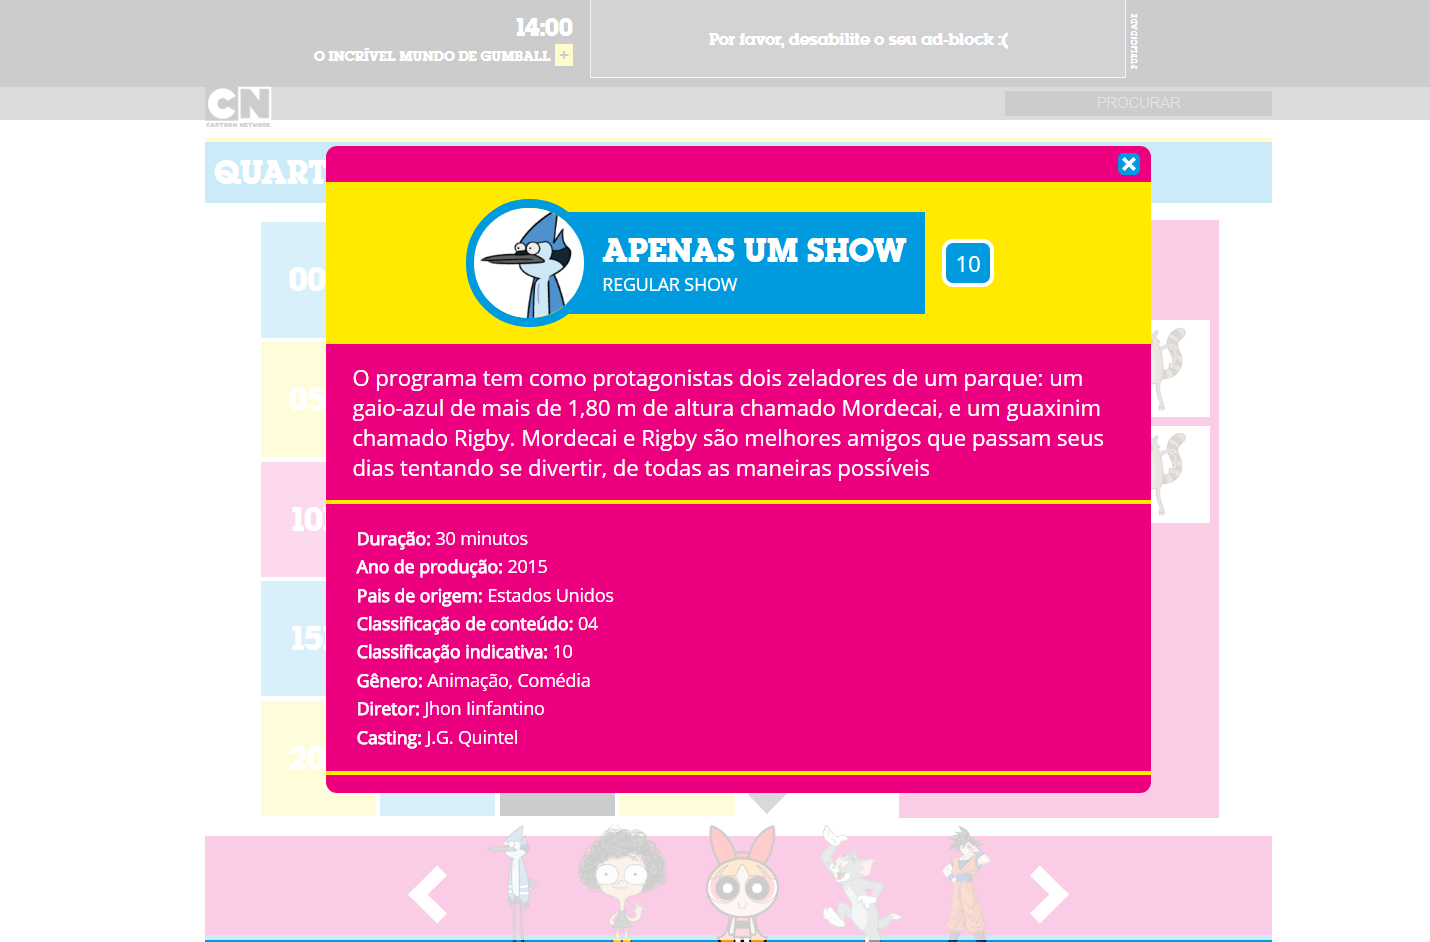 14:00
O INCRÍVEL MUNDO DE GUMBALL +
Por favor, desabilite o seu ad-block :(
PUBLICIDADE
CN
CARTOON NETWORK
PROCURAR
QUART
APENAS UM SHOW
REGULAR SHOW
10
O programa tem como protagonistas dois zeladores de um parque: um
gaio-azul de mais de 1,80 m de altura chamado Mordecai, e um guaxinim
chamado Rigby. Mordecai e Rigby são melhores amigos que passam seus
dias tentando se divertir, de todas as maneiras possíveis
Duração: 30 minutos
Ano de produção: 2015
Pais de origem: Estados Unidos
Classificação de conteúdo: 04
Classificação indicativa: 10
Gênero: Animação, Comédia
Diretor: Jhon Iinfantino
Casting: J.G. Quintel
00
05
10
15
20